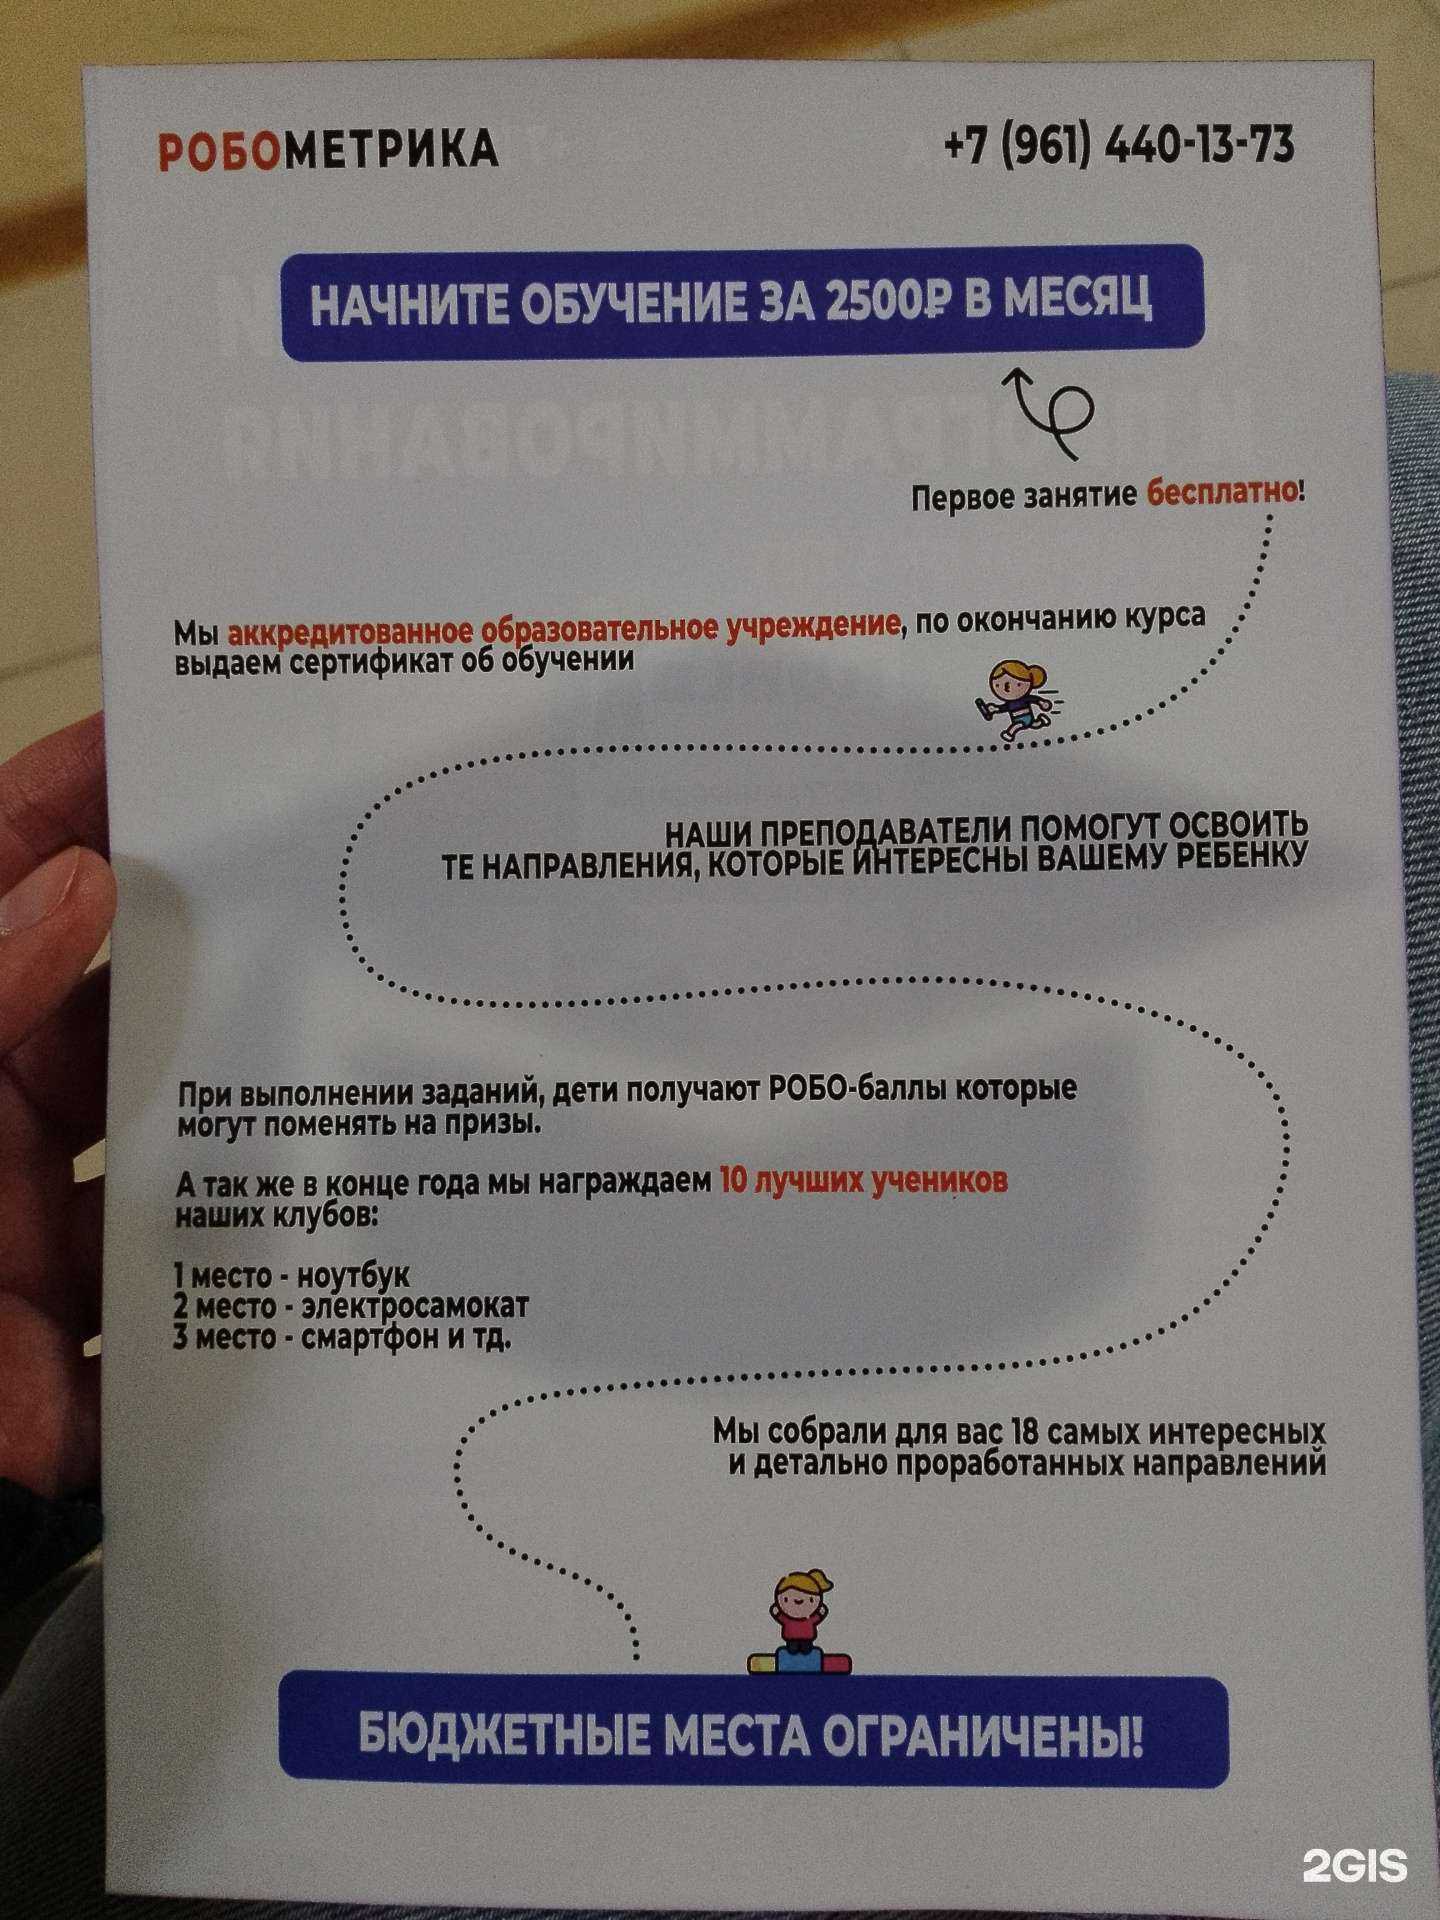 РОБОМЕТРИКА
+7 (961) 440-13-73
НАЧНИТЕ ОБУЧЕНИЕ ЗА 2500₽ В МЕСЯЦ
Первое занятие бесплатно!
Мы аккредитованное образовательное учреждение, по окончанию курса
выдаем сертификат об обучении
НАШИ ПРЕПОДАВАТЕЛИ ПОМОГУТ ОСВОИТЬ
ТЕ НАПРАВЛЕНИЯ, КОТОРЫЕ ИНТЕРЕСНЫ ВАШЕМУ РЕБЕНКУ
При выполнении заданий, дети получают РОБО-баллы которые
могут поменять на призы.
А так же в конце года мы награждаем 10 лучших учеников
наших клубов:
1 место - ноутбук
2 место - электросамокат
3 место - смартфон и тд.
Мы собрали для вас 18 самых интересных
и детально проработанных направлений
БЮДЖЕТНЫЕ МЕСТА ОГРАНИЧЕНЫ!
2GIS